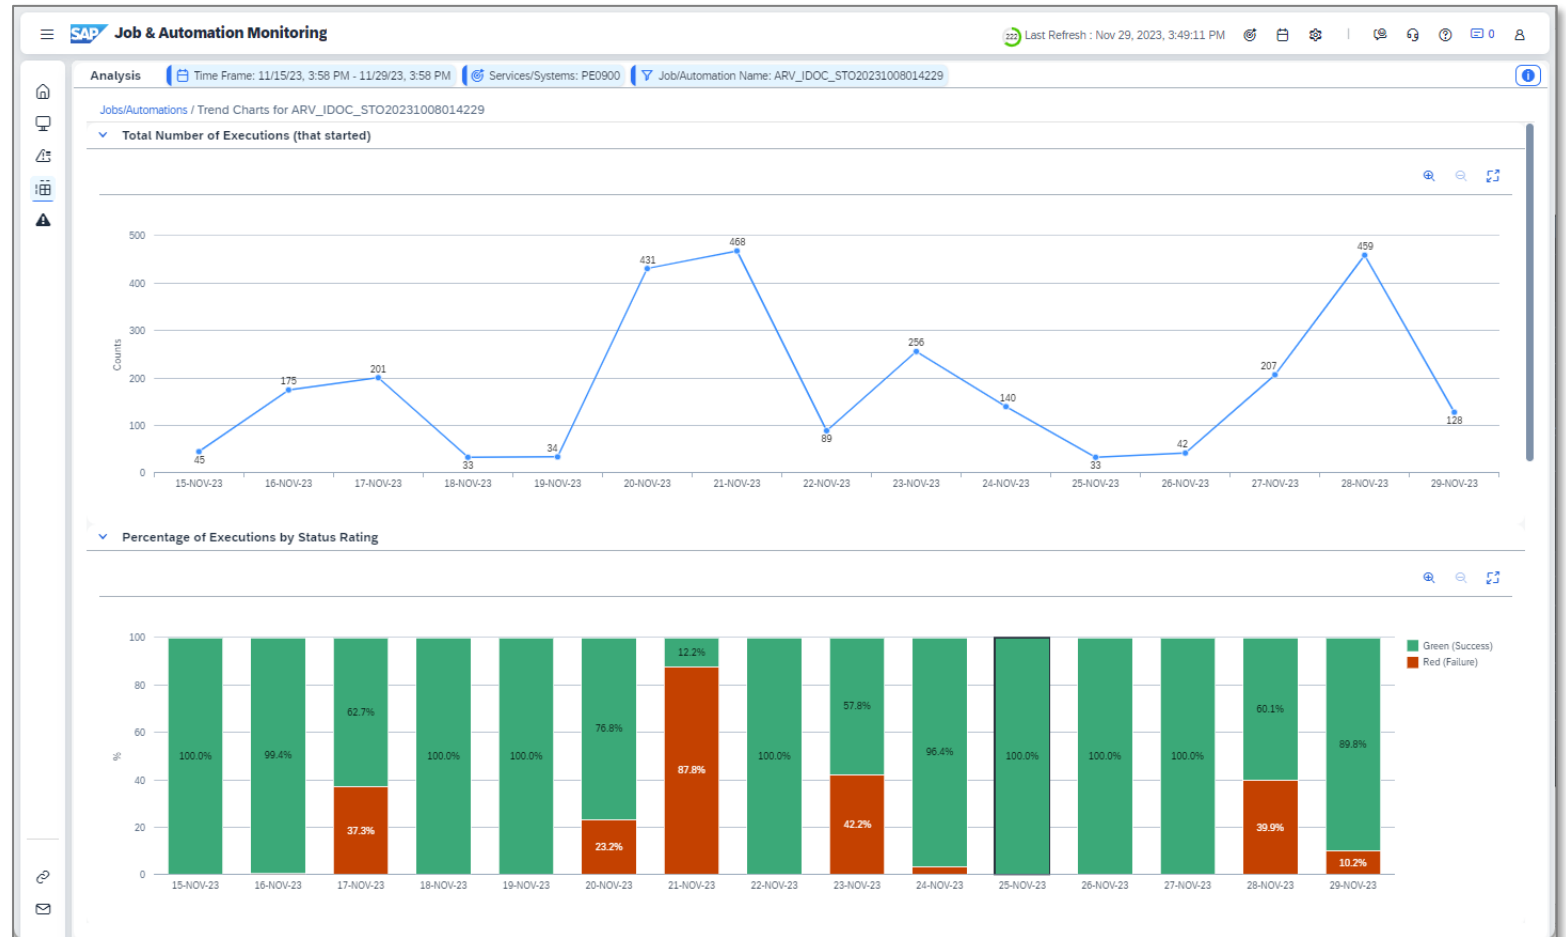 SAP Job & Automation Monitoring
222 Last Refresh : Nov 29, 2023, 3:49:11 PM
0
Analysis
Time Frame: 11/15/23, 3:58 PM - 11/29/23, 3:58 PM
Services/Systems: PE0900
Job/Automation Name: ARV_IDOC_STO20231008014229
Jobs/Automations / Trend Charts for ARV_IDOC_STO20231008014229
Total Number of Executions (that started)
Counts
500
400
300
200
100
0
45
175
201
33
34
431
468
89
256
140
33
42
207
459
128
15-NOV-23
16-NOV-23
17-NOV-23
18-NOV-23
19-NOV-23
20-NOV-23
21-NOV-23
22-NOV-23
23-NOV-23
24-NOV-23
25-NOV-23
26-NOV-23
27-NOV-23
28-NOV-23
29-NOV-23
Percentage of Executions by Status Rating
%
100
80
60
40
20
0
100.0%
99.4%
62.7%
37.3%
100.0%
100.0%
76.8%
23.2%
12.2%
87.8%
100.0%
57.8%
42.2%
96.4%
100.0%
100.0%
100.0%
60.1%
39.9%
89.8%
10.2%
15-NOV-23
16-NOV-23
17-NOV-23
18-NOV-23
19-NOV-23
20-NOV-23
21-NOV-23
22-NOV-23
23-NOV-23
24-NOV-23
25-NOV-23
26-NOV-23
27-NOV-23
28-NOV-23
29-NOV-23
Green (Success)
Red (Failure)